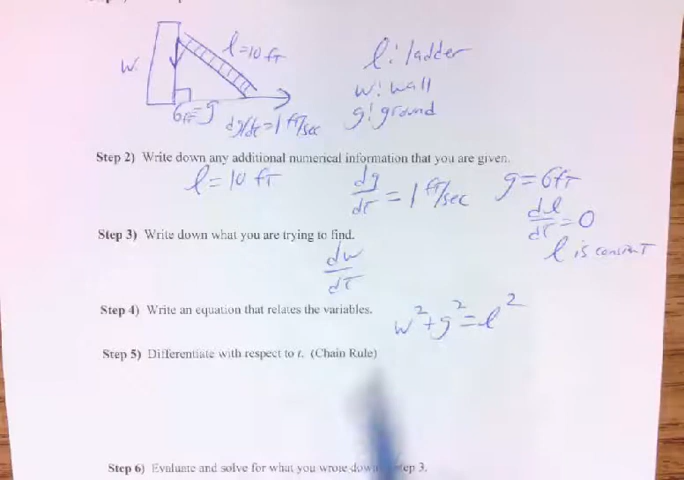 l=10 ft
l: ladder
w
w: wall
6ft=g
g: ground
dg/dt=1 ft/sec
Step 2) Write down any additional numerical information that you are given.
l=10 ft
dg/dt = 1 ft/sec
g=6ft
dl/dt=0
Step 3) Write down what you are trying to find.
l is constant
dw/dt
Step 4) Write an equation that relates the variables.
w²+g²=l²
Step 5) Differentiate with respect to t. (Chain Rule)
Step 6) Evaluate and solve for what you wrote down step 3.